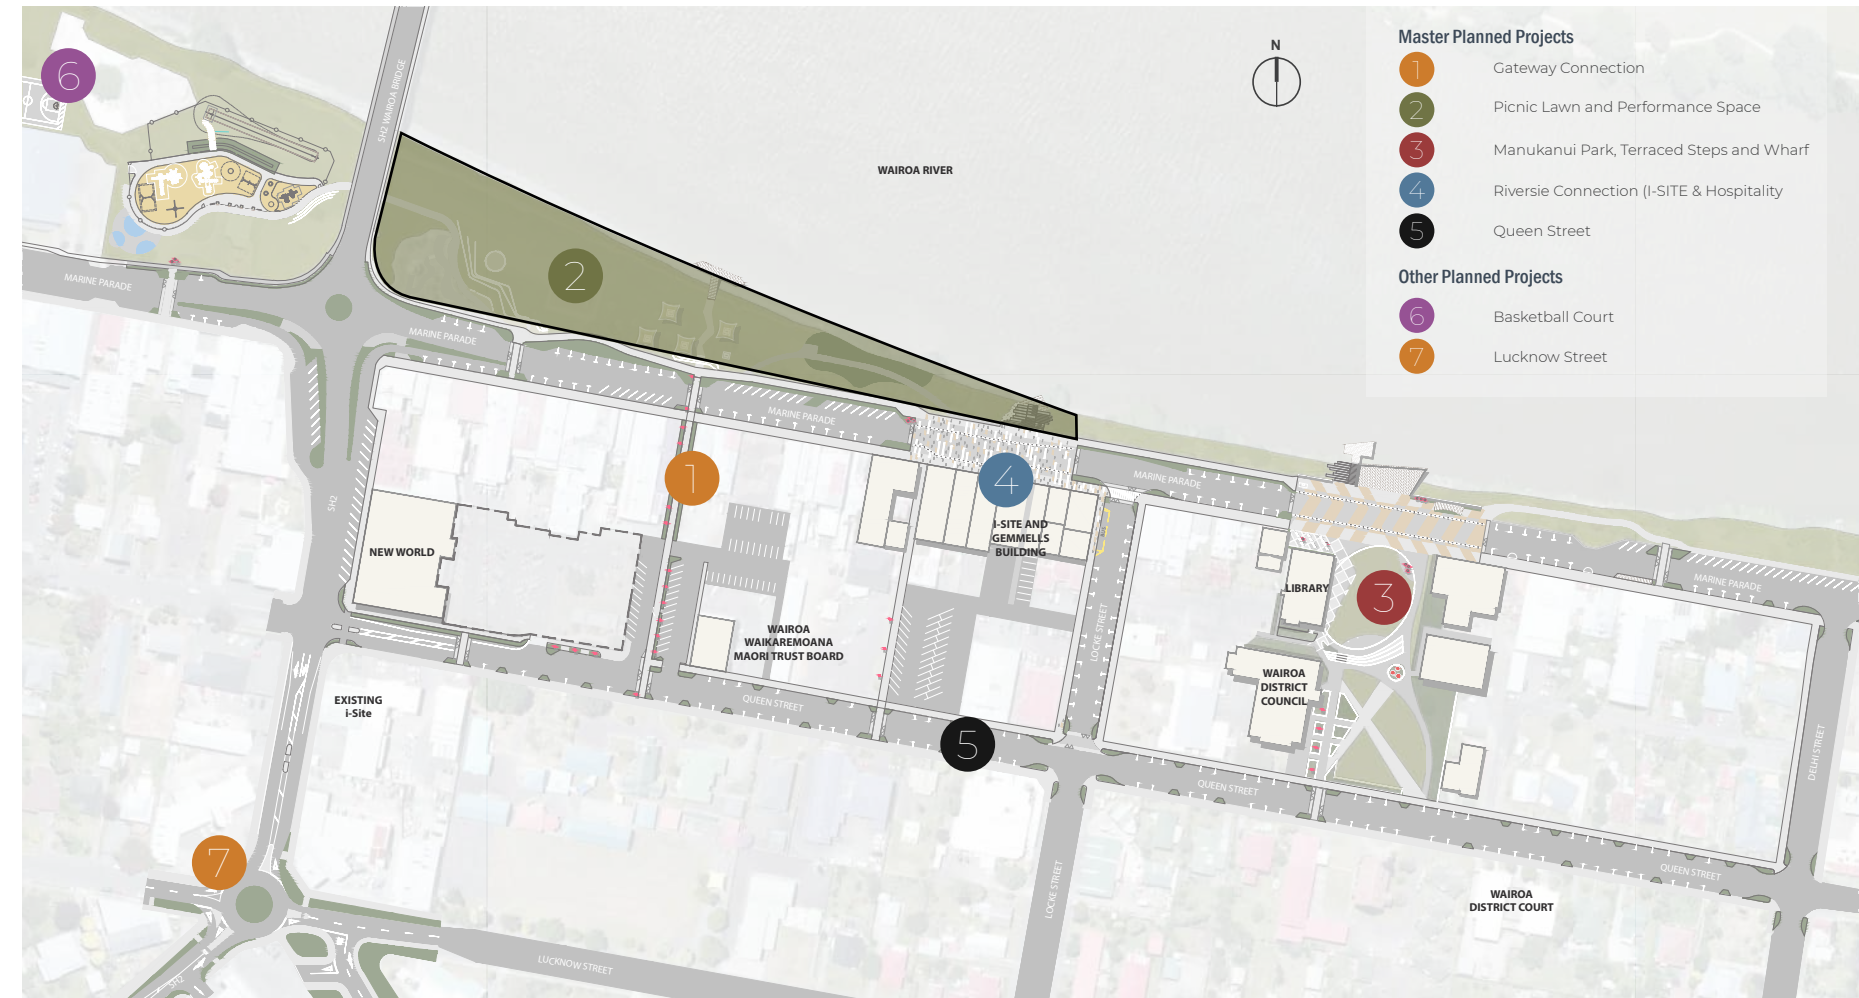 Master Planned Projects
1 Gateway Connection
2 Picnic Lawn and Performance Space
3 Manukanui Park, Terraced Steps and Wharf
4 Riversie Connection (I-SITE & Hospitality
5 Queen Street
Other Planned Projects
6 Basketball Court
7 Lucknow Street
N
6
SH2 WAIROA BRIDGE
WAIROA RIVER
2
MARINE PARADE
MARINE PARADE
MARINE PARADE
1
4
MARINE PARADE
SH2
NEW WORLD
I-SITE AND
GEMMELLS
BUILDING
LIBRARY
3
MARINE PARADE
WAIROA
WAIKAREMOANA
MAORI TRUST BOARD
LOCKE STREET
WAIROA
DISTRICT
COUNCIL
EXISTING
i-Site
QUEEN STREET
5
DELHI STREET
QUEEN STREET
7
QUEEN STREET
LOCKE STREET
WAIROA
DISTRICT COURT
LUCKNOW STREET
SH2